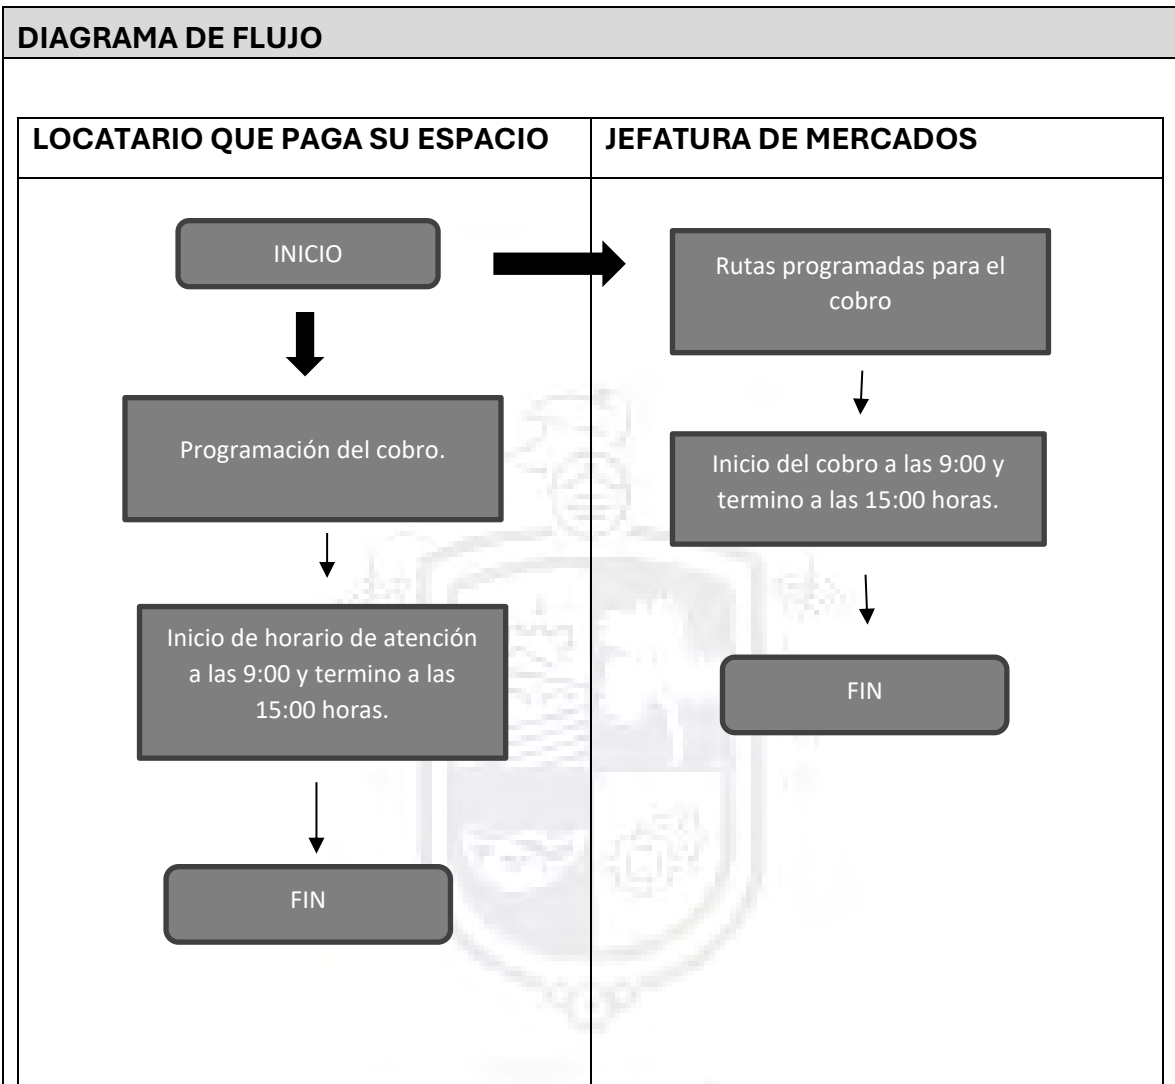 DIAGRAMA DE FLUJO
LOCATARIO QUE PAGA SU ESPACIO
JEFATURA DE MERCADOS
INICIO
Programación del cobro.
Inicio de horario de atención
a las 9:00 y termino a las
15:00 horas.
FIN
Rutas programadas para el
cobro
Inicio del cobro a las 9:00 y
termino a las 15:00 horas.
FIN